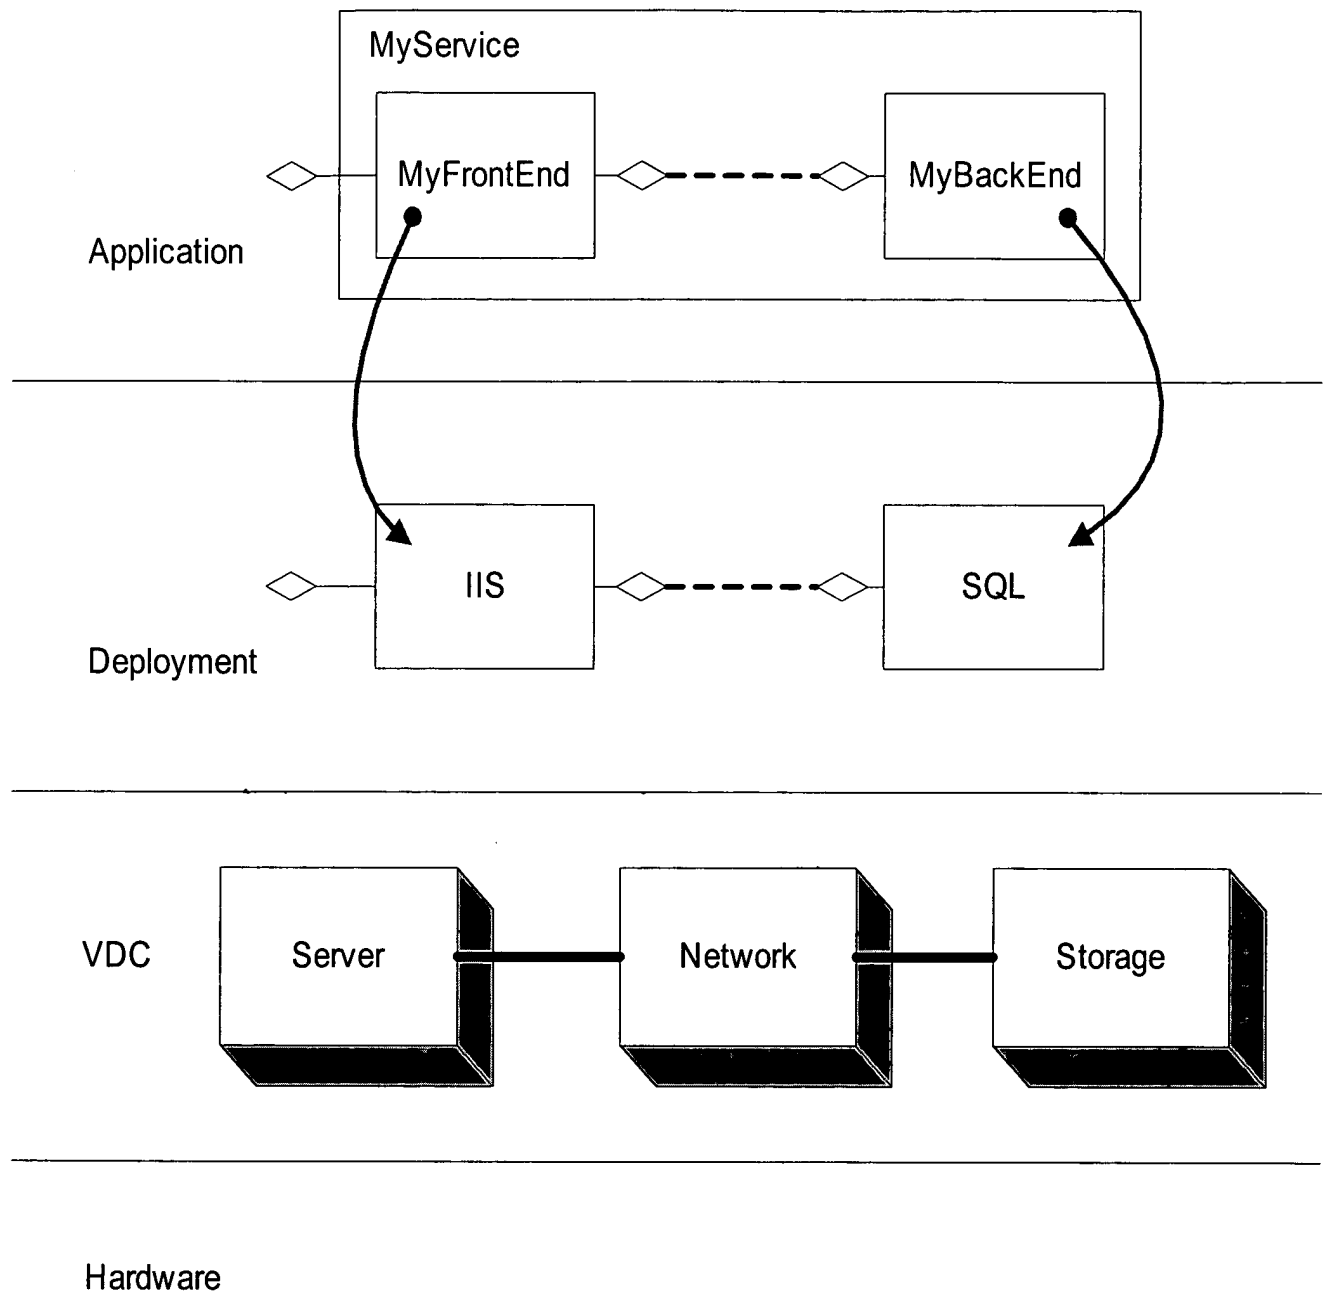 MyService
MyFrontEnd
MyBackEnd
Application
IIS
SQL
Deployment
VDC
Server
Network
Storage
Hardware